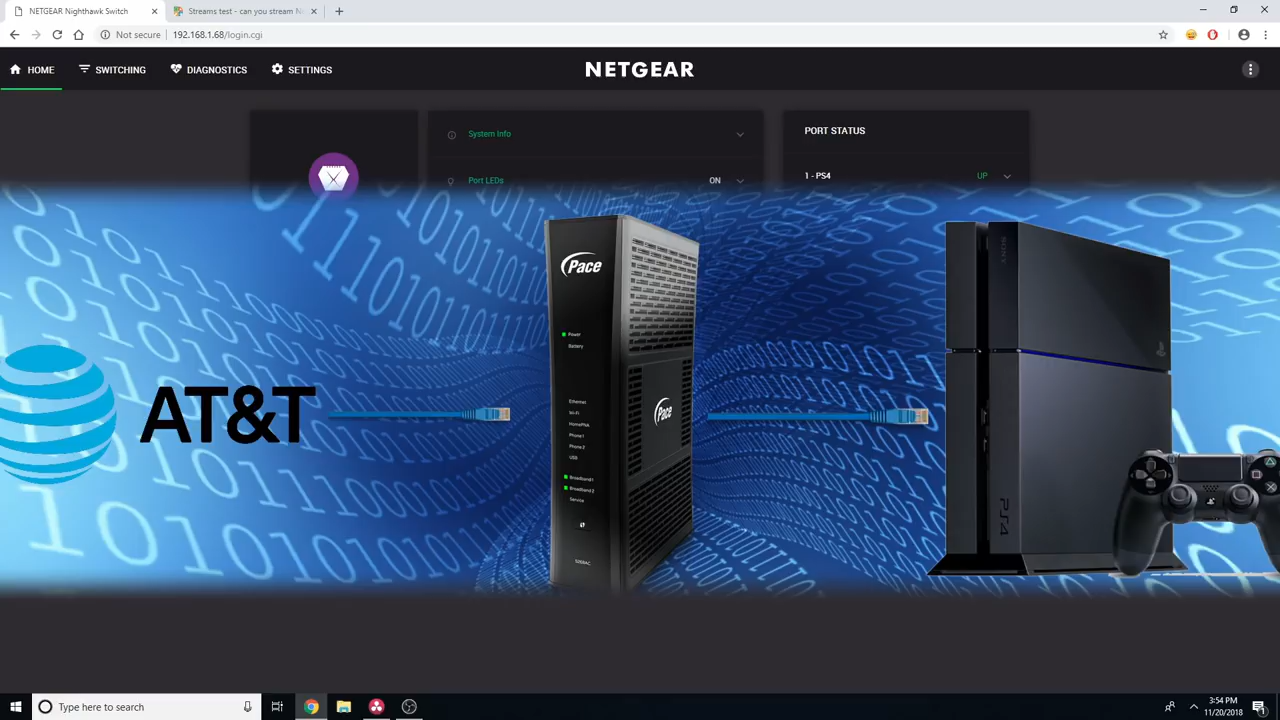 NETGEAR Nighthawk Switch
Streams test - can you stream Ni
Not secure
192.168.1.68/login.cgi
HOME
SWITCHING
DIAGNOSTICS
SETTINGS
NETGEAR
System Info
PORT STATUS
Port LEDs
ON
1 - PS4
UP
Pace
Power
Battery
Ethernet
Wi-Fi
HomePNA
Phone 1
Phone 2
USB
Broadband 1
Broadband 2
Service
Pace
5268AC
AT&T
SONY
PS4
Type here to search
3:54 PM
11/20/2018